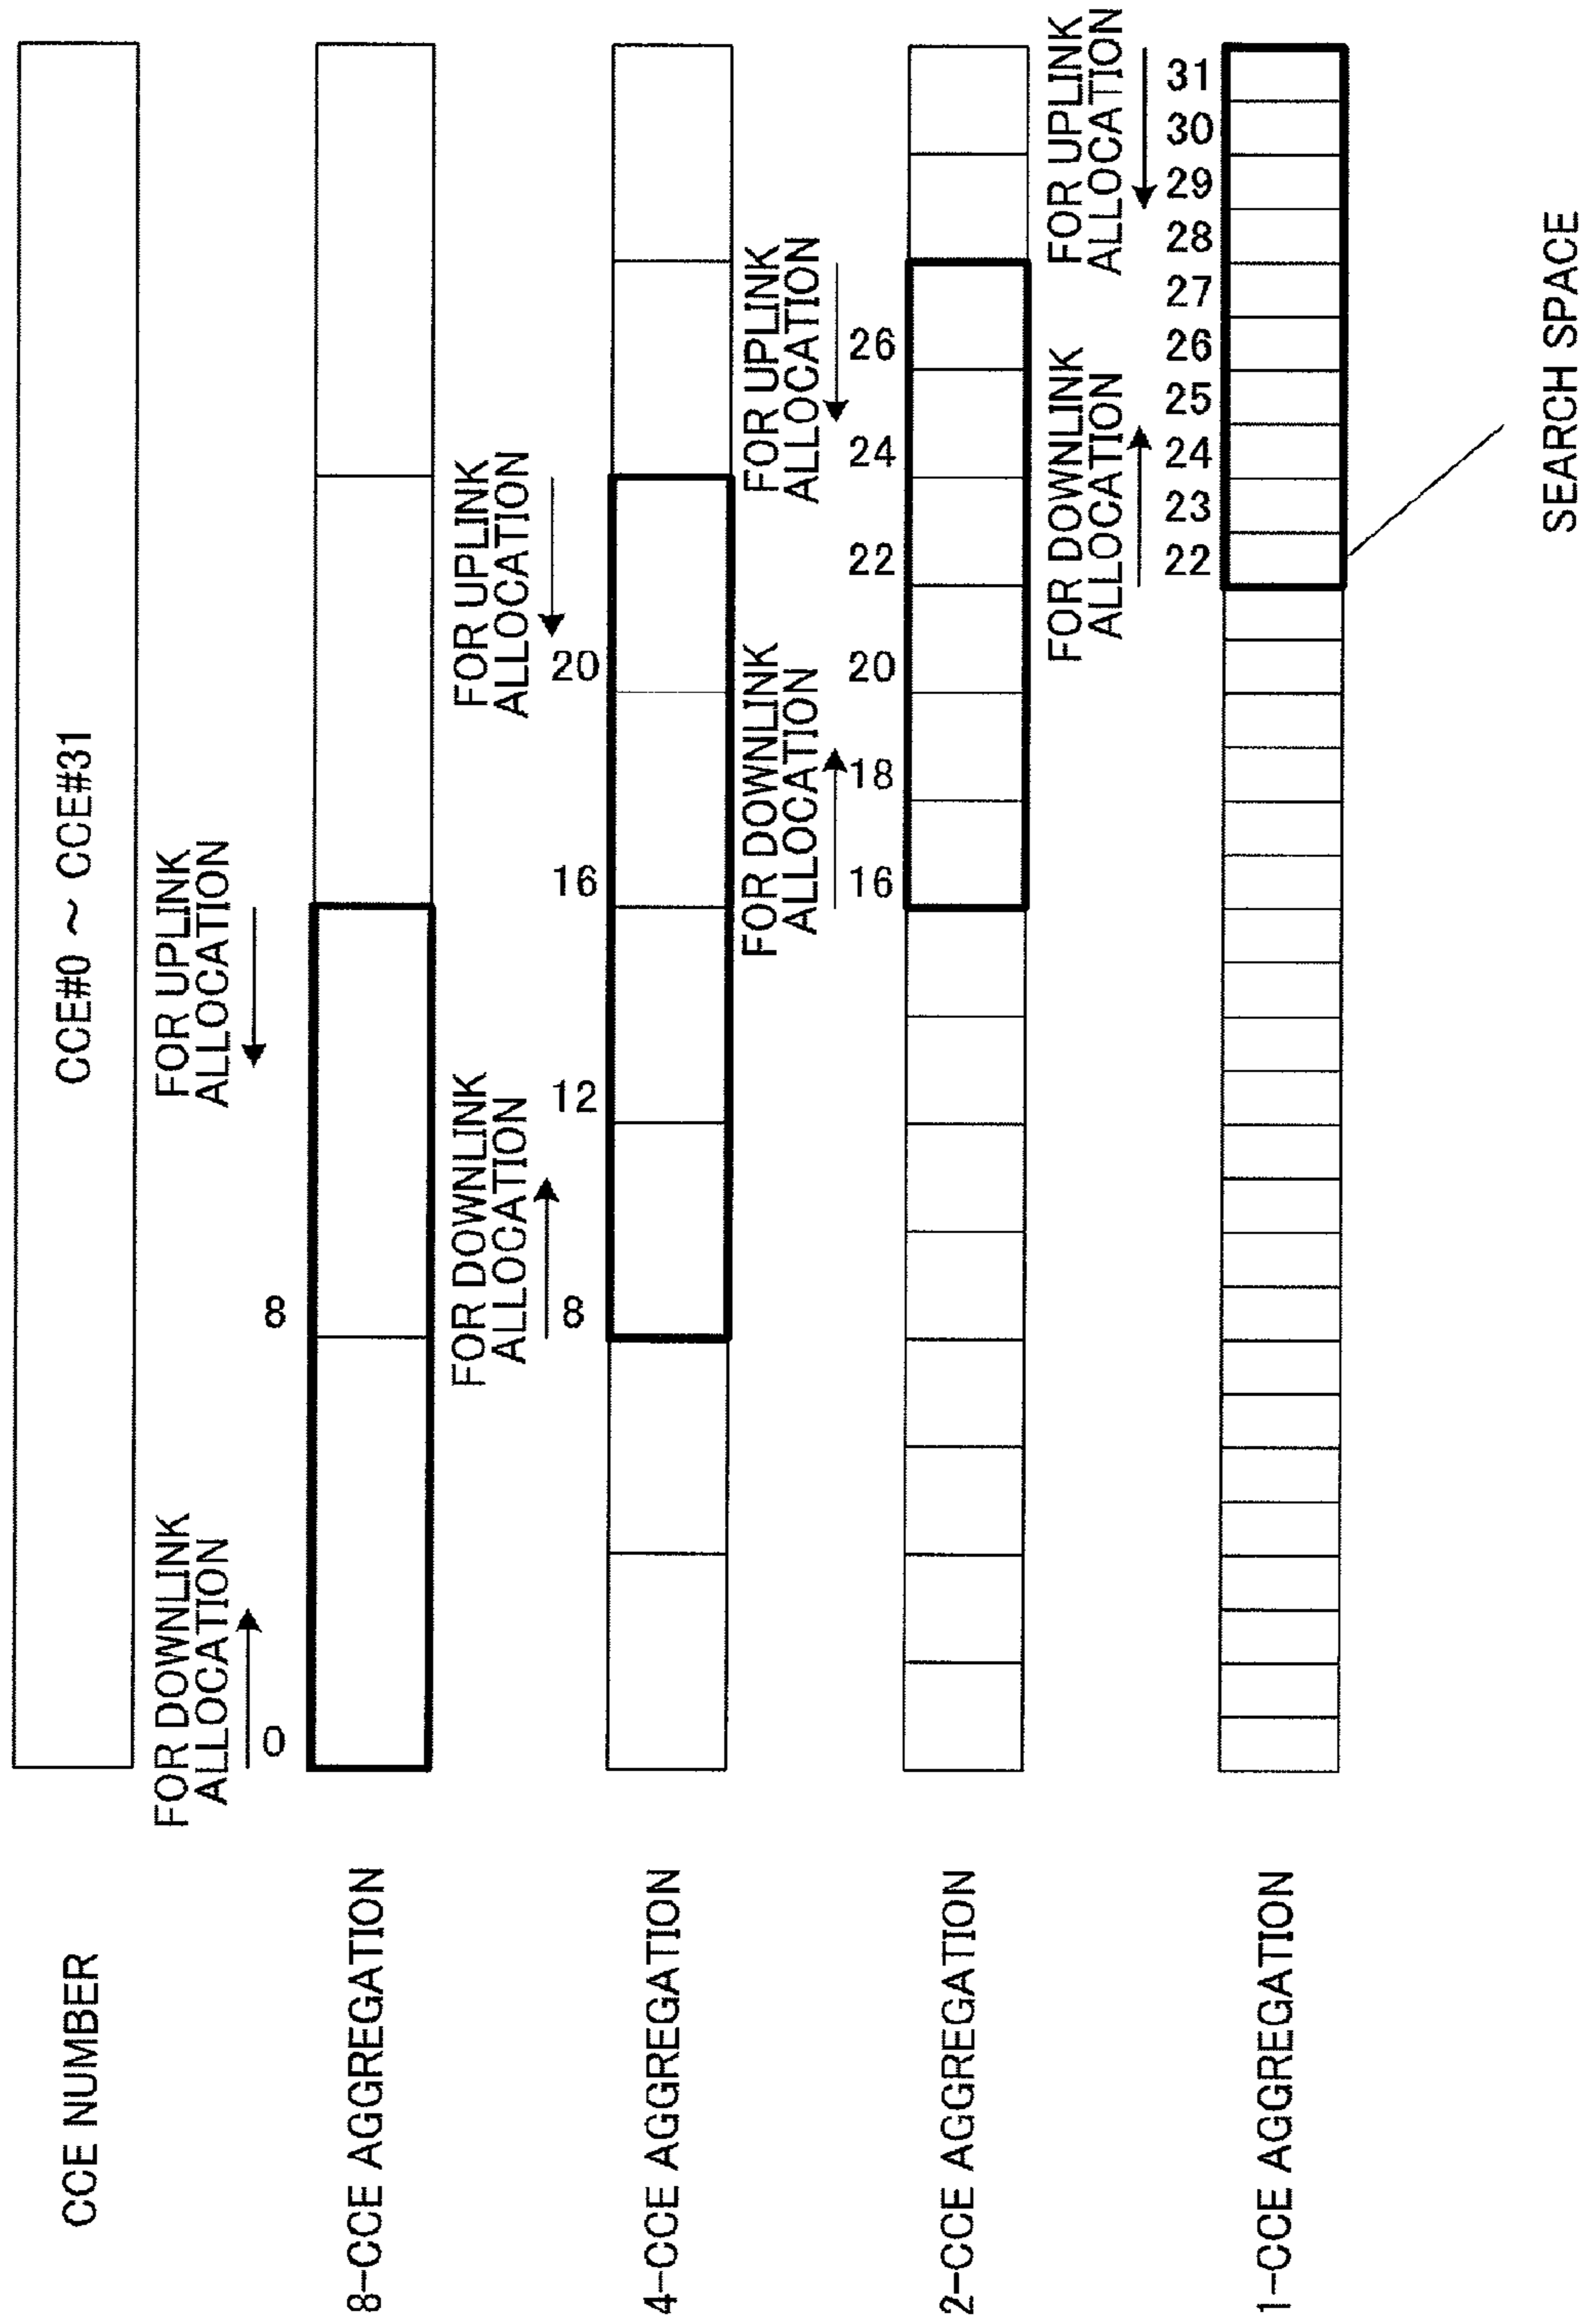 CCE NUMBER
CCE#0 ~ CCE#31
FOR DOWNLINK
ALLOCATION
FOR UPLINK
ALLOCATION
8-CCE AGGREGATION
0
8
FOR DOWNLINK
ALLOCATION
FOR UPLINK
ALLOCATION
4-CCE AGGREGATION
8
12
16
20
FOR DOWNLINK
ALLOCATION
FOR UPLINK
ALLOCATION
2-CCE AGGREGATION
16
18
20
22
24
26
FOR DOWNLINK
ALLOCATION
FOR UPLINK
ALLOCATION
1-CCE AGGREGATION
22
23
24
25
26
27
28
29
30
31
SEARCH SPACE